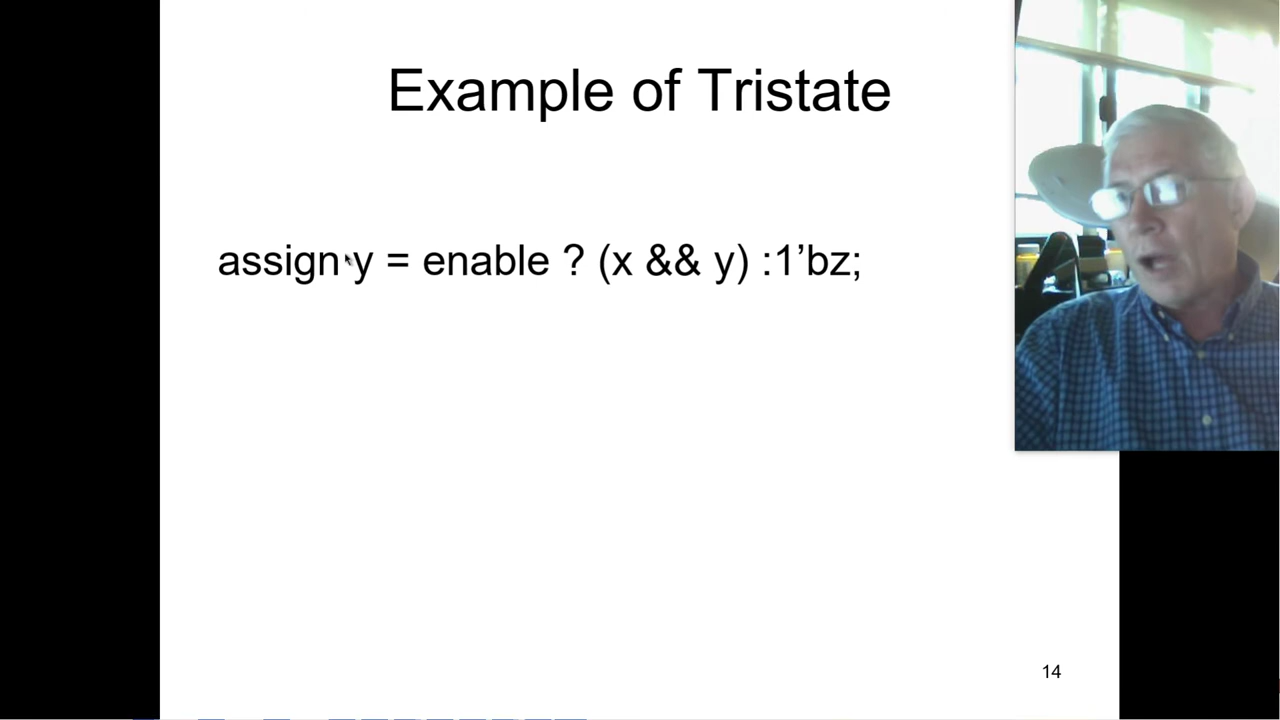 Example of Tristate
assign y = enable ? (x && y) :1’bz;
14